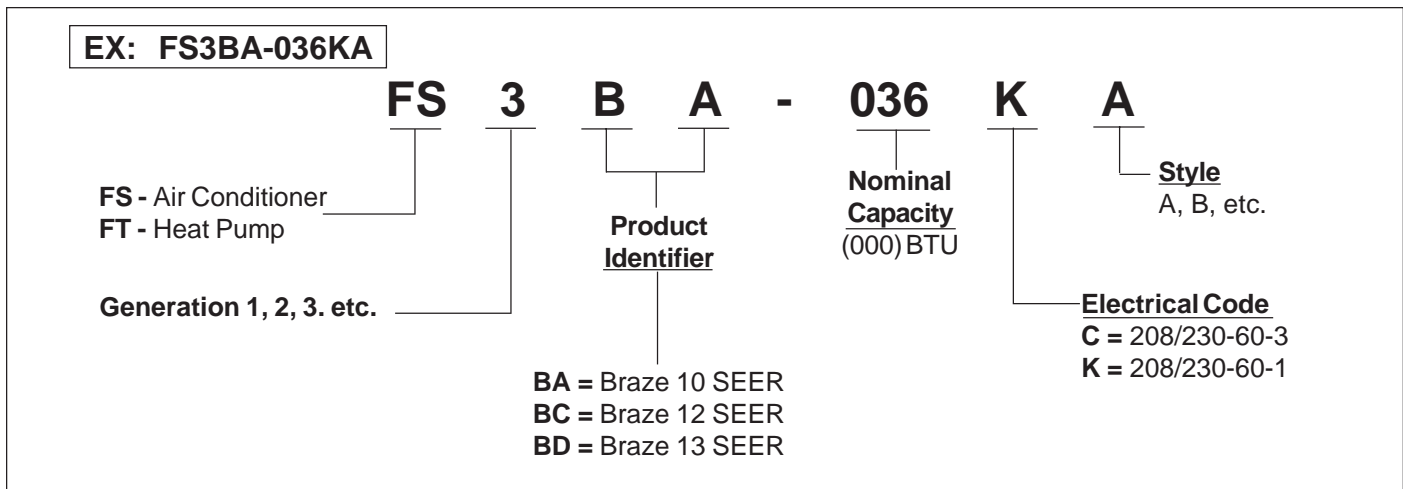 EX: FS3BA-036KA
FS 3 B A - 036 K A
FS - Air Conditioner
FT - Heat Pump
Generation 1, 2, 3. etc.
Product
Identifier
BA = Braze 10 SEER
BC = Braze 12 SEER
BD = Braze 13 SEER
Nominal
Capacity
(000) BTU
Style
A, B, etc.
Electrical Code
C = 208/230-60-3
K = 208/230-60-1